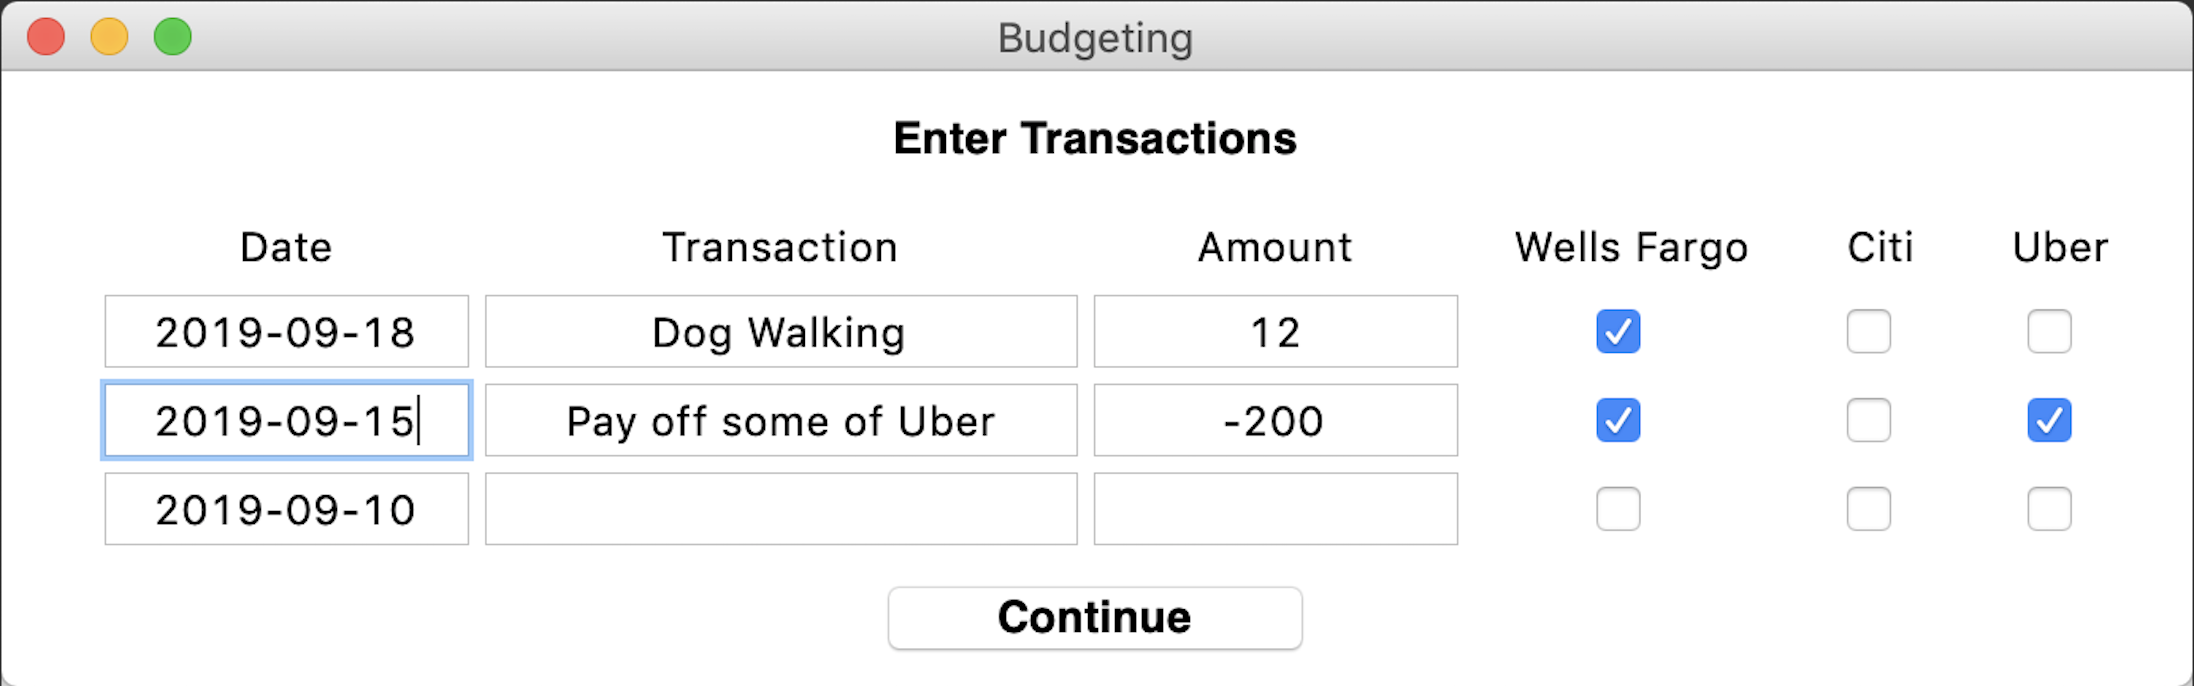 Budgeting
Enter Transactions
Date Transaction Amount Wells Fargo Citi Uber
2019-09-18 Dog Walking 12
2019-09-15 Pay off some of Uber -200
2019-09-10
Continue